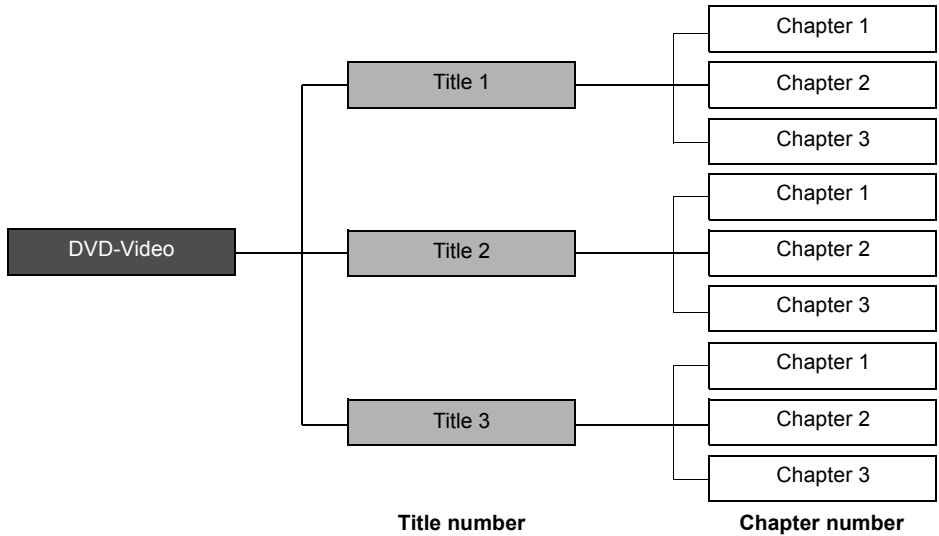 Chapter 1
Title 1
Chapter 2
Chapter 3
Chapter 1
DVD-Video
Title 2
Chapter 2
Chapter 3
Chapter 1
Title 3
Chapter 2
Chapter 3
Title number
Chapter number